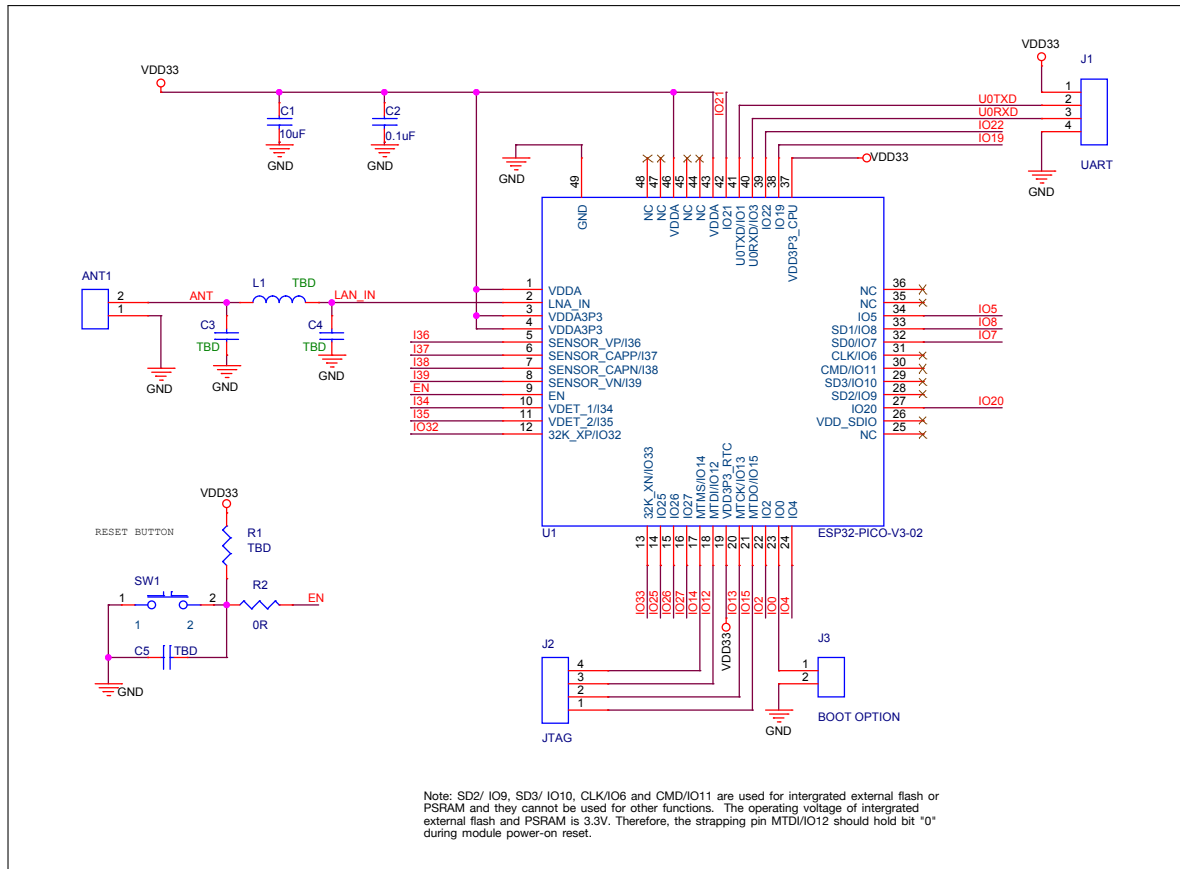 VDD33
C1
10uF
C2
0.1uF
GND
GND
GND
IO21
U0TXD
U0RXD
IO22
IO19
VDD33
VDD33
J1
1
2
3
4
UART
GND
49
48
47
46
45
44
43
42
41
40
39
38
37
GND
NC
NC
VDDA
NC
NC
VDDA
IO21
U0TXD/IO1
U0RXD/IO3
IO22
IO19
VDD3P3_CPU
ANT1
2
1
ANT
L1
TBD
LAN_IN
C3
TBD
C4
TBD
GND
GND
GND
I36
I37
I38
I39
EN
I34
I35
IO32
1 VDDA
2 LNA_IN
3 VDDA3P3
4 VDDA3P3
5 SENSOR_VP/I36
6 SENSOR_CAPP/I37
7 SENSOR_CAPN/I38
8 SENSOR_VN/I39
9 EN
10 VDET_1/I34
11 VDET_2/I35
12 32K_XP/IO32
NC 36
NC 35
IO5 34 IO5
SD1/IO8 33 IO8
SD0/IO7 32 IO7
CLK/IO6 31
CMD/IO11 30
SD3/IO10 29
SD2/IO9 28
IO20 27 IO20
VDD_SDIO 26
NC 25
32K_XN/IO33
IO25
IO26
IO27
MTMS/IO14
MTDI/IO12
VDD3P3_RTC
MTCK/IO13
MTDO/IO15
IO2
IO0
IO4
U1
ESP32-PICO-V3-02
13
14
15
16
17
18
19
20
21
22
23
24
IO33
IO25
IO26
IO27
IO14
IO12
VDD33
IO13
IO15
IO2
IO0
IO4
VDD33
RESET BUTTON
R1
TBD
SW1
1
2
1
2
R2
0R
EN
C5
TBD
GND
J2
4
3
2
1
JTAG
J3
1
2
GND
BOOT OPTION
Note: SD2/ IO9, SD3/ IO10, CLK/IO6 and CMD/IO11 are used for intergrated external flash or
PSRAM and they cannot be used for other functions. The operating voltage of intergrated
external flash and PSRAM is 3.3V. Therefore, the strapping pin MTDI/IO12 should hold bit "0"
during module power-on reset.